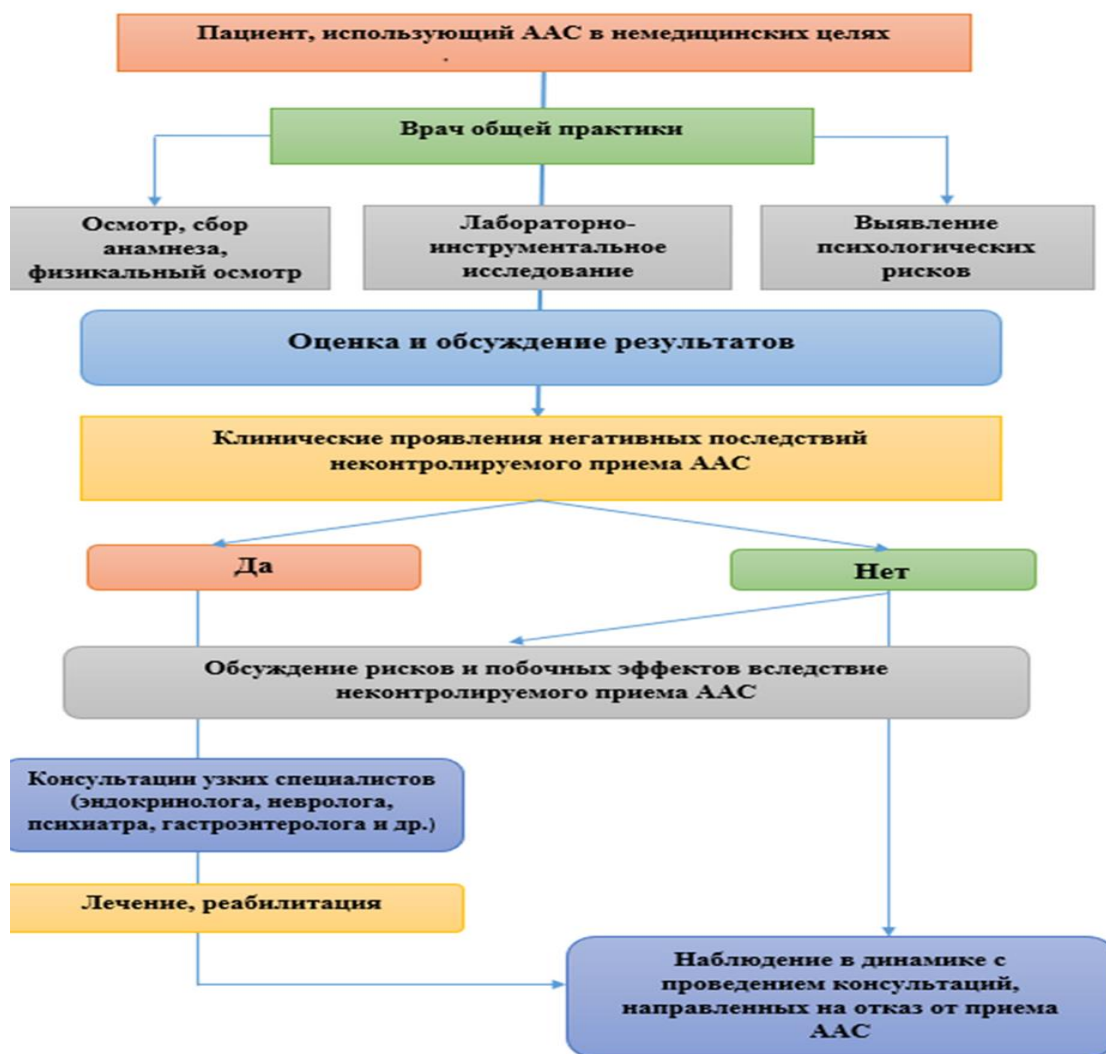 Пациент, использующий ААС в немедицинских целях
.
Врач общей практики
Осмотр, сбор
анамнеза,
физикальный осмотр
Лабораторно-
инструментальное
исследование
Выявление
психологических
рисков
Оценка и обсуждение результатов
Клинические проявления негативных последствий
неконтролируемого приема ААС
Да
Нет
Обсуждение рисков и побочных эффектов вследствие
неконтролируемого приема ААС
Консультации узких специалистов
(эндокринолога, невролога,
психиатра, гастроэнтеролога и др.)
Лечение, реабилитация
Наблюдение в динамике с
проведением консультаций,
направленных на отказ от приема
ААС